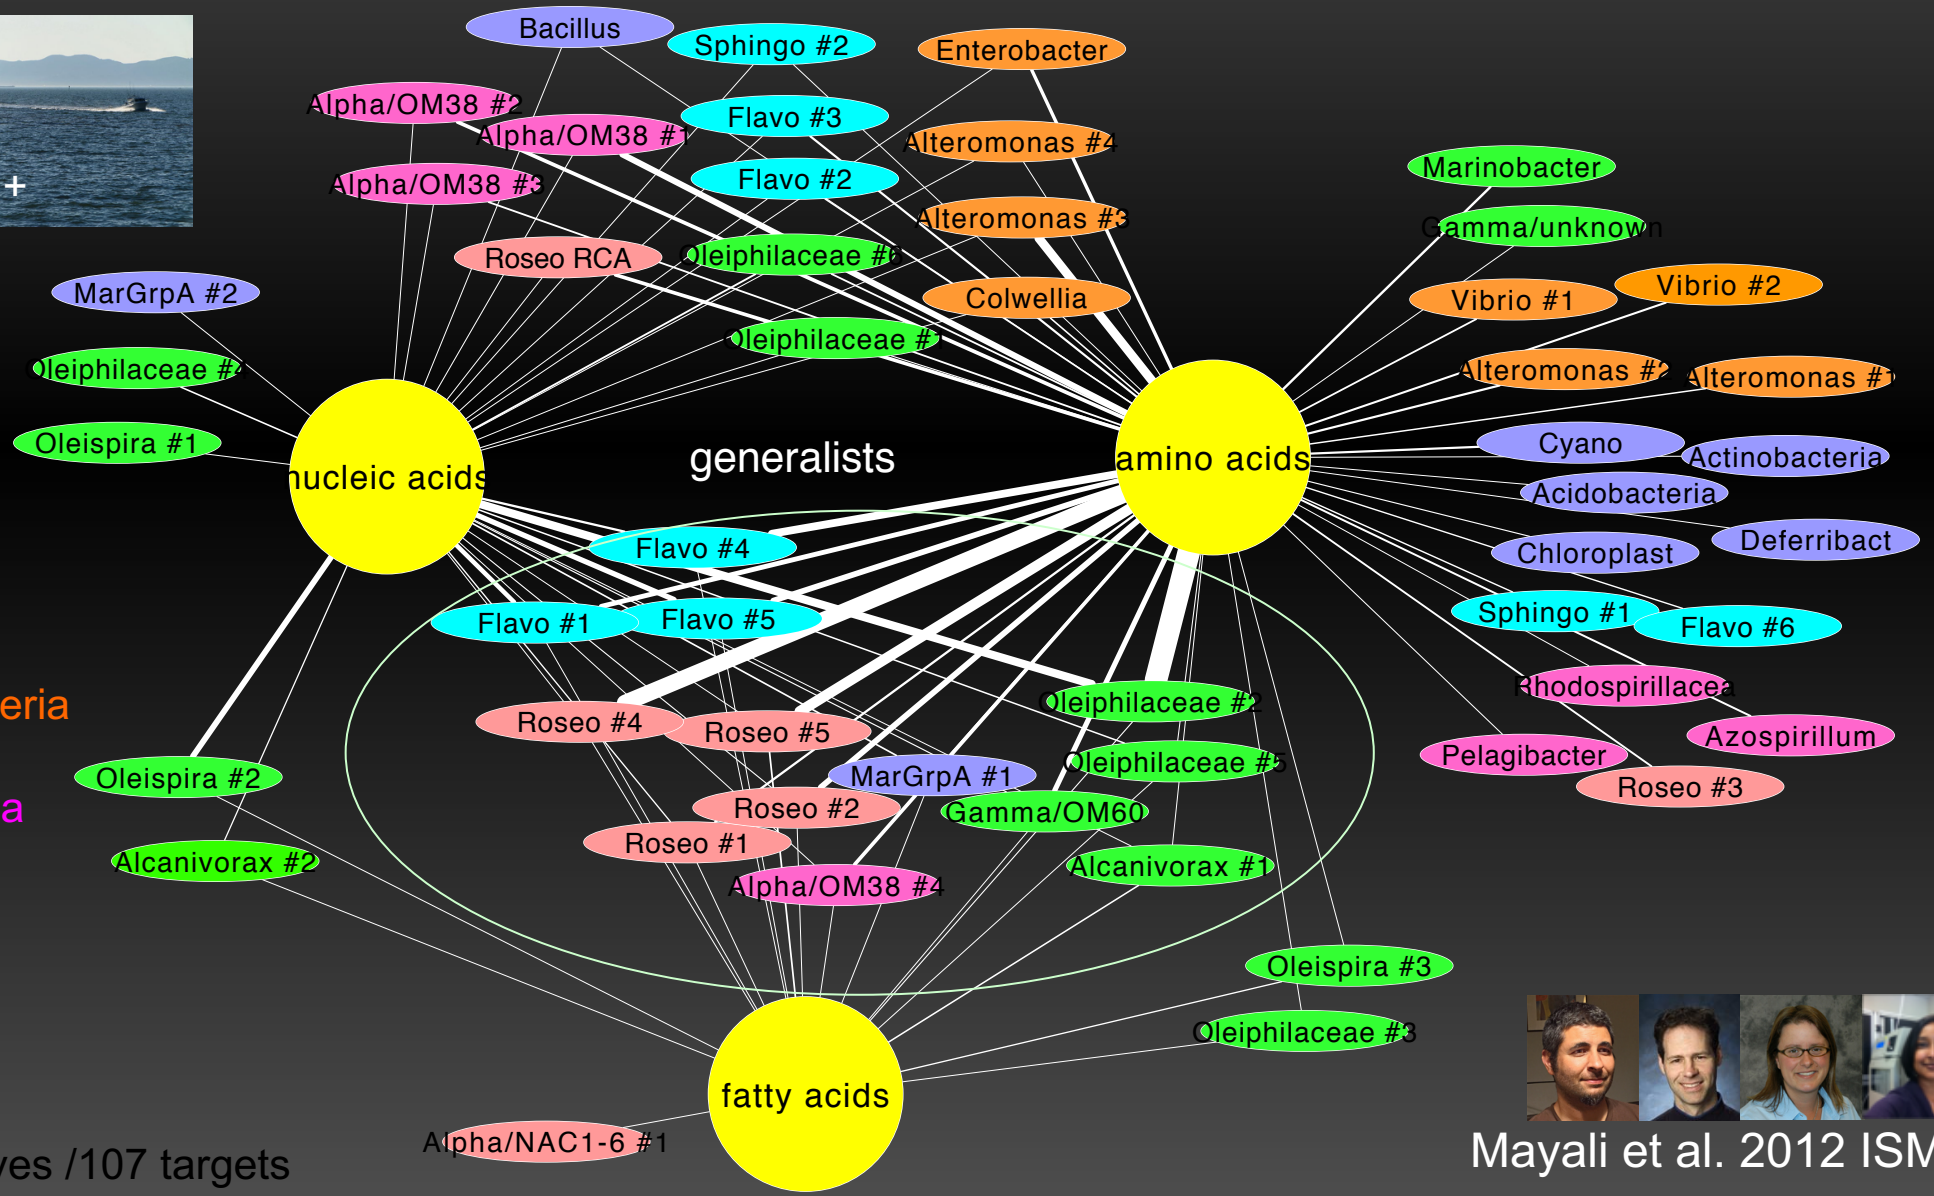 Bacillus
Sphingo #2
Enterobacter
Alpha/OM38 #2
Alpha/OM38 #1
Flavo #3
Alteromonas #4
Marinobacter
+
Alpha/OM38 #3
Flavo #2
Alteromonas #3
Gamma/unknown
Roseo RCA
Oleiphilaceae #6
Colwellia
Vibrio #1
Vibrio #2
MarGrpA #2
Oleiphilaceae #1
Oleiphilaceae #4
Alteromonas #2
Alteromonas #1
Oleispira #1
nucleic acids
generalists
amino acids
Cyano
Actinobacteria
Acidobacteria
Deferribact
Chloroplast
Flavo #4
Flavo #1
Flavo #5
Sphingo #1
Flavo #6
Rhodospirillacea
eria
Roseo #4
Roseo #5
Oleiphilaceae #2
Azospirillum
Pelagibacter
Oleispira #2
MarGrpA #1
Oleiphilaceae #5
Roseo #3
a
Roseo #2
Gamma/OM60
Roseo #1
Alcanivorax #2
Alpha/OM38 #4
Alcanivorax #1
Oleispira #3
Oleiphilaceae #3
fatty acids
Alpha/NAC1-6 #1
ves /107 targets
Mayali et al. 2012 ISM